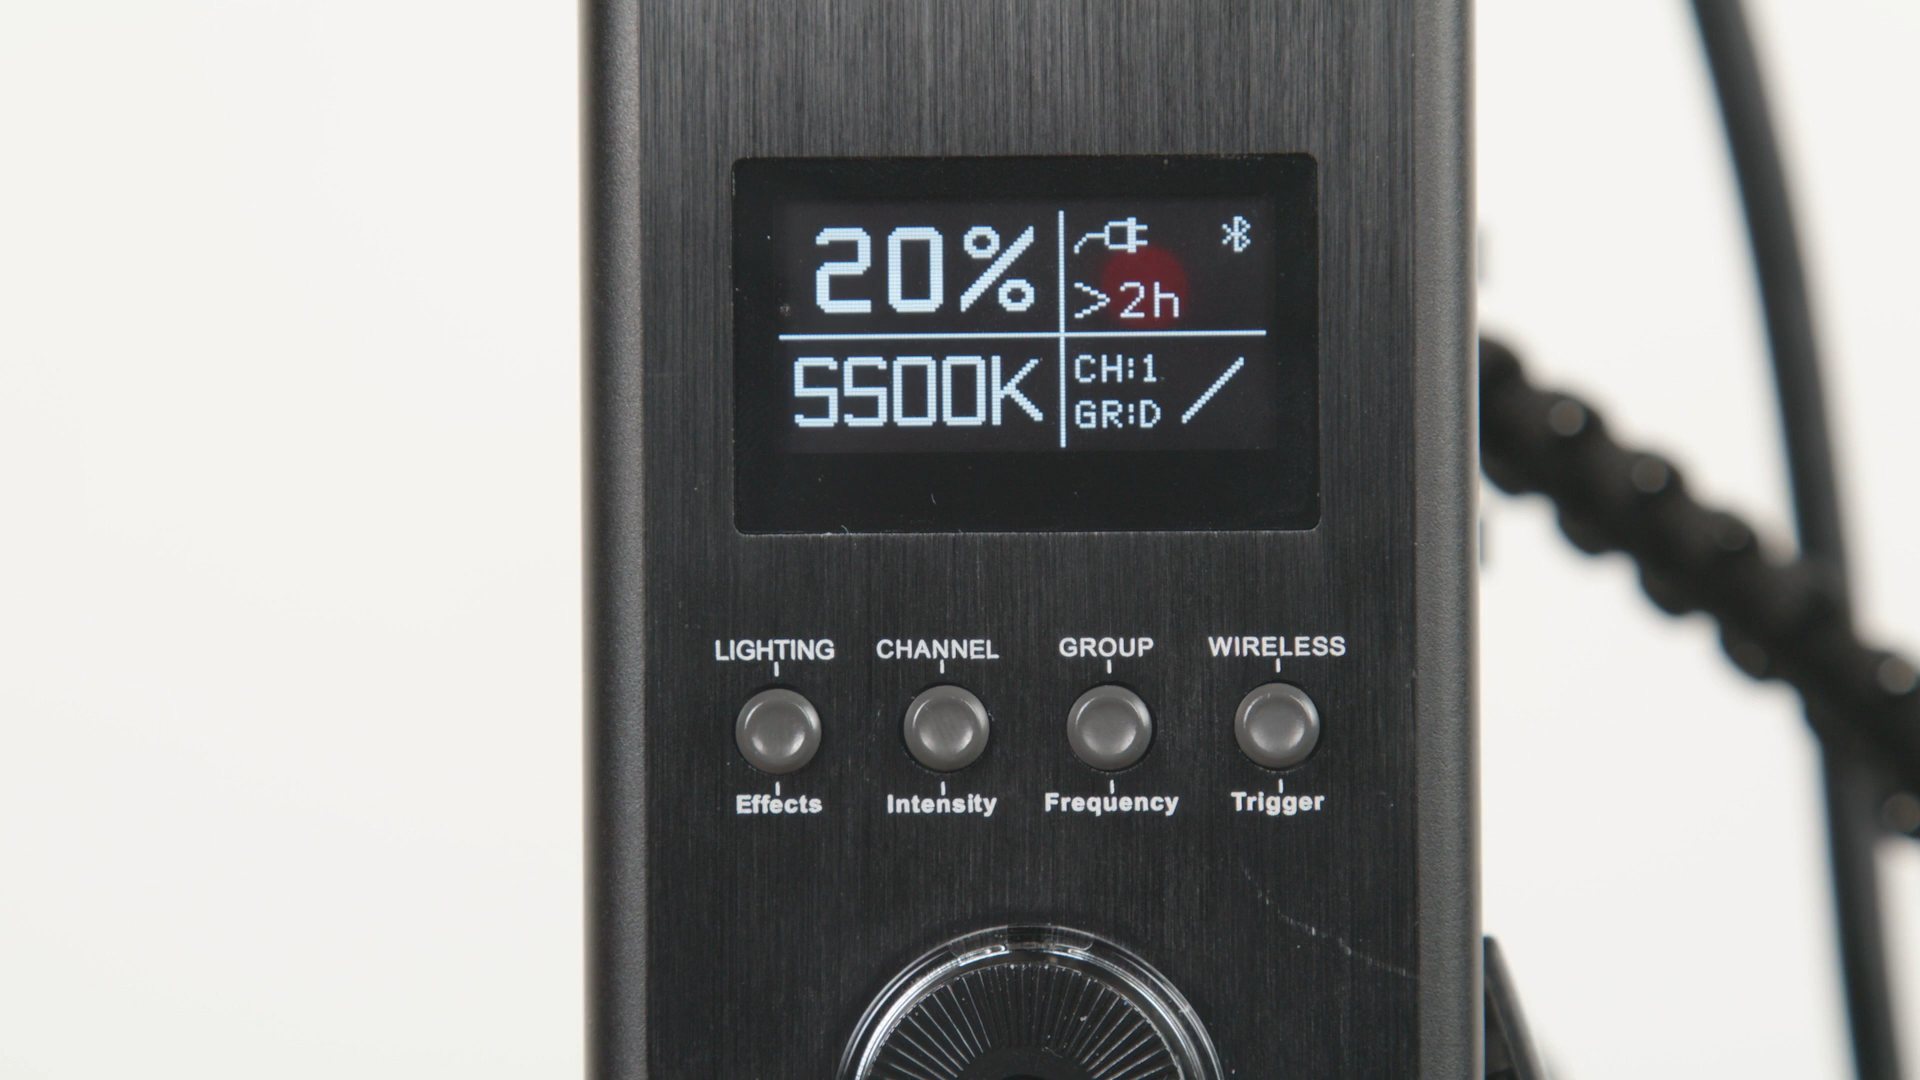 20%
>2h
5500K
CH:1
GR:D
LIGHTING CHANNEL GROUP WIRELESS
Effects Intensity Frequency Trigger